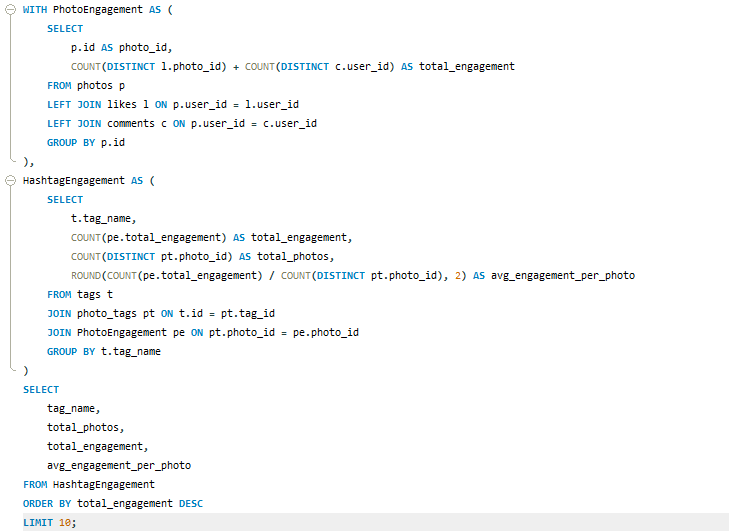 WITH PhotoEngagement AS (
    SELECT
        p.id AS photo_id,
        COUNT(DISTINCT l.photo_id) + COUNT(DISTINCT c.user_id) AS total_engagement
    FROM photos p
    LEFT JOIN likes l ON p.user_id = l.user_id
    LEFT JOIN comments c ON p.user_id = c.user_id
    GROUP BY p.id
),
HashtagEngagement AS (
    SELECT
        t.tag_name,
        COUNT(pe.total_engagement) AS total_engagement,
        COUNT(DISTINCT pt.photo_id) AS total_photos,
        ROUND(COUNT(pe.total_engagement) / COUNT(DISTINCT pt.photo_id), 2) AS avg_engagement_per_photo
    FROM tags t
    JOIN photo_tags pt ON t.id = pt.tag_id
    JOIN PhotoEngagement pe ON pt.photo_id = pe.photo_id
    GROUP BY t.tag_name
)
SELECT
    tag_name,
    total_photos,
    total_engagement,
    avg_engagement_per_photo
FROM HashtagEngagement
ORDER BY total_engagement DESC
LIMIT 10;